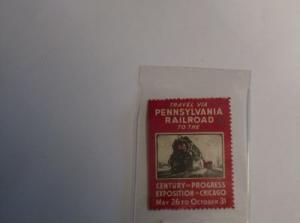 TRAVEL VIA
PENNSYLVANIA
RAILROAD
TO THE
CENTURY OF PROGRESS
EXPOSITION CHICAGO
MAY 26 TO OCTOBER 31